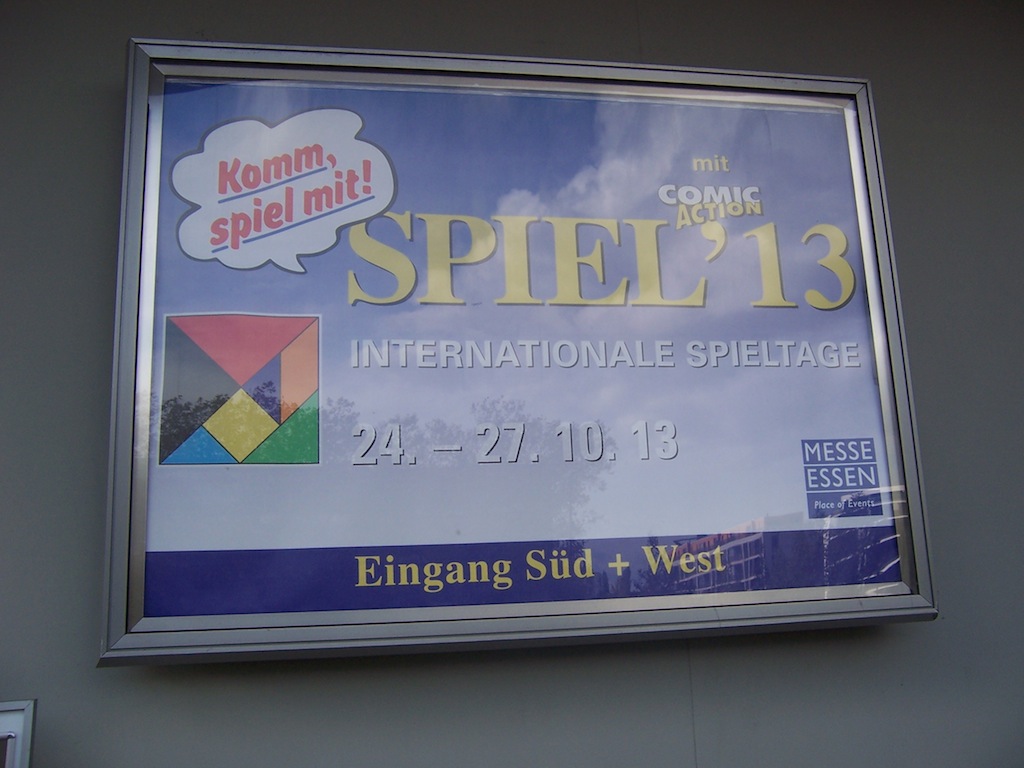 Komm,
spiel mit!
mit
COMIC
ACTION
SPIEL'13
INTERNATIONALE SPIELTAGE
24. – 27. 10. 13
MESSE
ESSEN
Place of Events
Eingang Süd + West